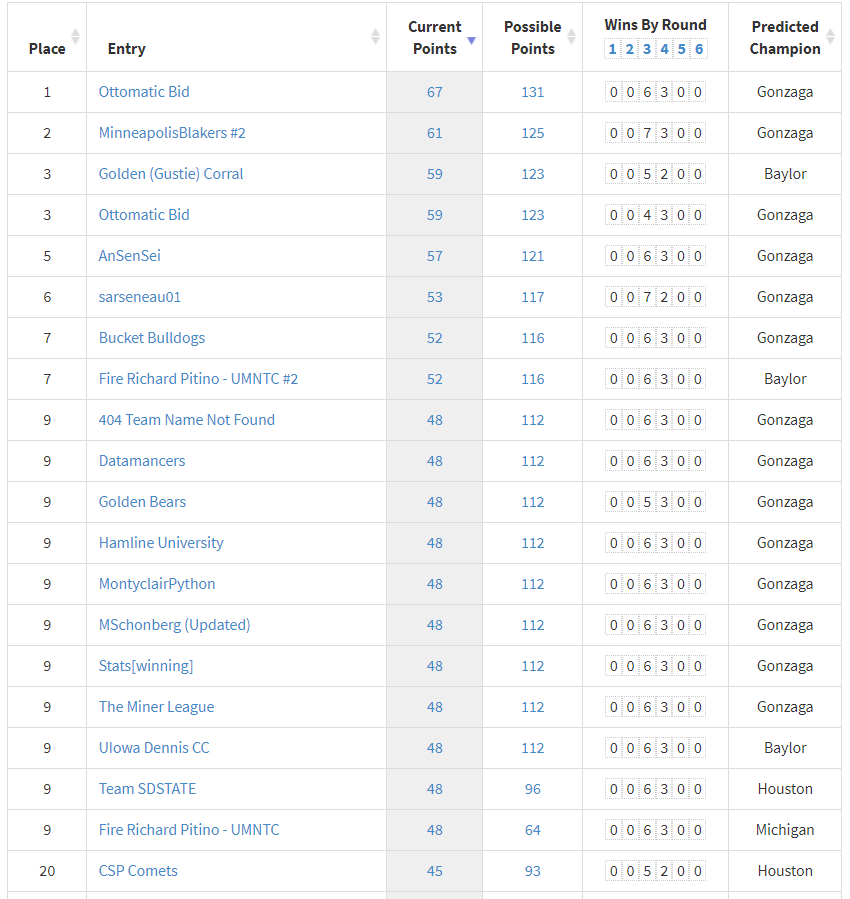 Place Entry Current Points Possible Points Wins By Round 1 2 3 4 5 6 Predicted Champion
1 Ottomatic Bid 67 131 0 0 6 3 0 0 Gonzaga
2 MinneapolisBlakers #2 61 125 0 0 7 3 0 0 Gonzaga
3 Golden (Gustie) Corral 59 123 0 0 5 2 0 0 Baylor
3 Ottomatic Bid 59 123 0 0 4 3 0 0 Gonzaga
5 AnSenSei 57 121 0 0 6 3 0 0 Gonzaga
6 sarseneau01 53 117 0 0 7 2 0 0 Gonzaga
7 Bucket Bulldogs 52 116 0 0 6 3 0 0 Gonzaga
7 Fire Richard Pitino - UMNTC #2 52 116 0 0 6 3 0 0 Baylor
9 404 Team Name Not Found 48 112 0 0 6 3 0 0 Gonzaga
9 Datamancers 48 112 0 0 6 3 0 0 Gonzaga
9 Golden Bears 48 112 0 0 5 3 0 0 Gonzaga
9 Hamline University 48 112 0 0 6 3 0 0 Gonzaga
9 MontyclairPython 48 112 0 0 6 3 0 0 Gonzaga
9 MSchonberg (Updated) 48 112 0 0 6 3 0 0 Gonzaga
9 Stats[winning] 48 112 0 0 6 3 0 0 Gonzaga
9 The Miner League 48 112 0 0 6 3 0 0 Gonzaga
9 UIowa Dennis CC 48 112 0 0 6 3 0 0 Baylor
9 Team SDSTATE 48 96 0 0 6 3 0 0 Houston
9 Fire Richard Pitino - UMNTC 48 64 0 0 6 3 0 0 Michigan
20 CSP Comets 45 93 0 0 5 2 0 0 Houston